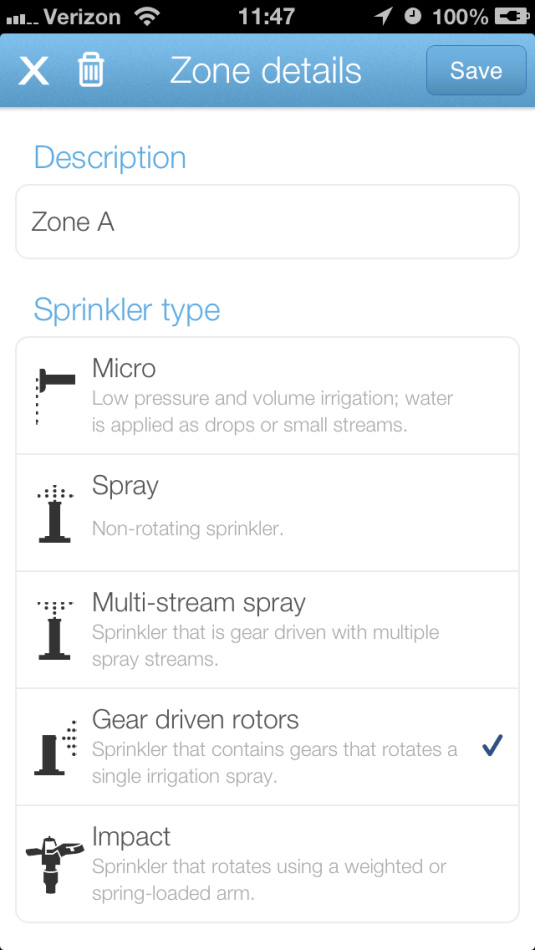 Verizon 11:47 100%
Zone details Save
Description
Zone A
Sprinkler type
Micro
Low pressure and volume irrigation; water
is applied as drops or small streams.
Spray
Non-rotating sprinkler.
Multi-stream spray
Sprinkler that is gear driven with multiple
spray streams.
Gear driven rotors
Sprinkler that contains gears that rotates a
single irrigation spray.
Impact
Sprinkler that rotates using a weighted or
spring-loaded arm.